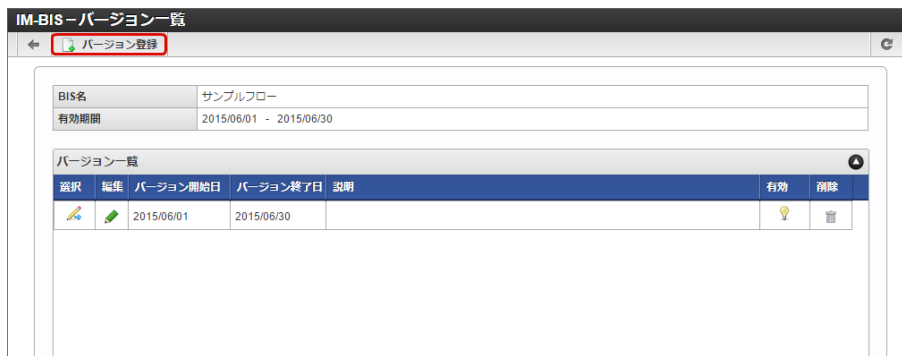 IM-BIS－バージョン一覧
バージョン登録
BIS名 サンプルフロー
有効期間 2015/06/01 - 2015/06/30
バージョン一覧
選択 編集 バージョン開始日 バージョン終了日 説明 有効 削除
2015/06/01 2015/06/30